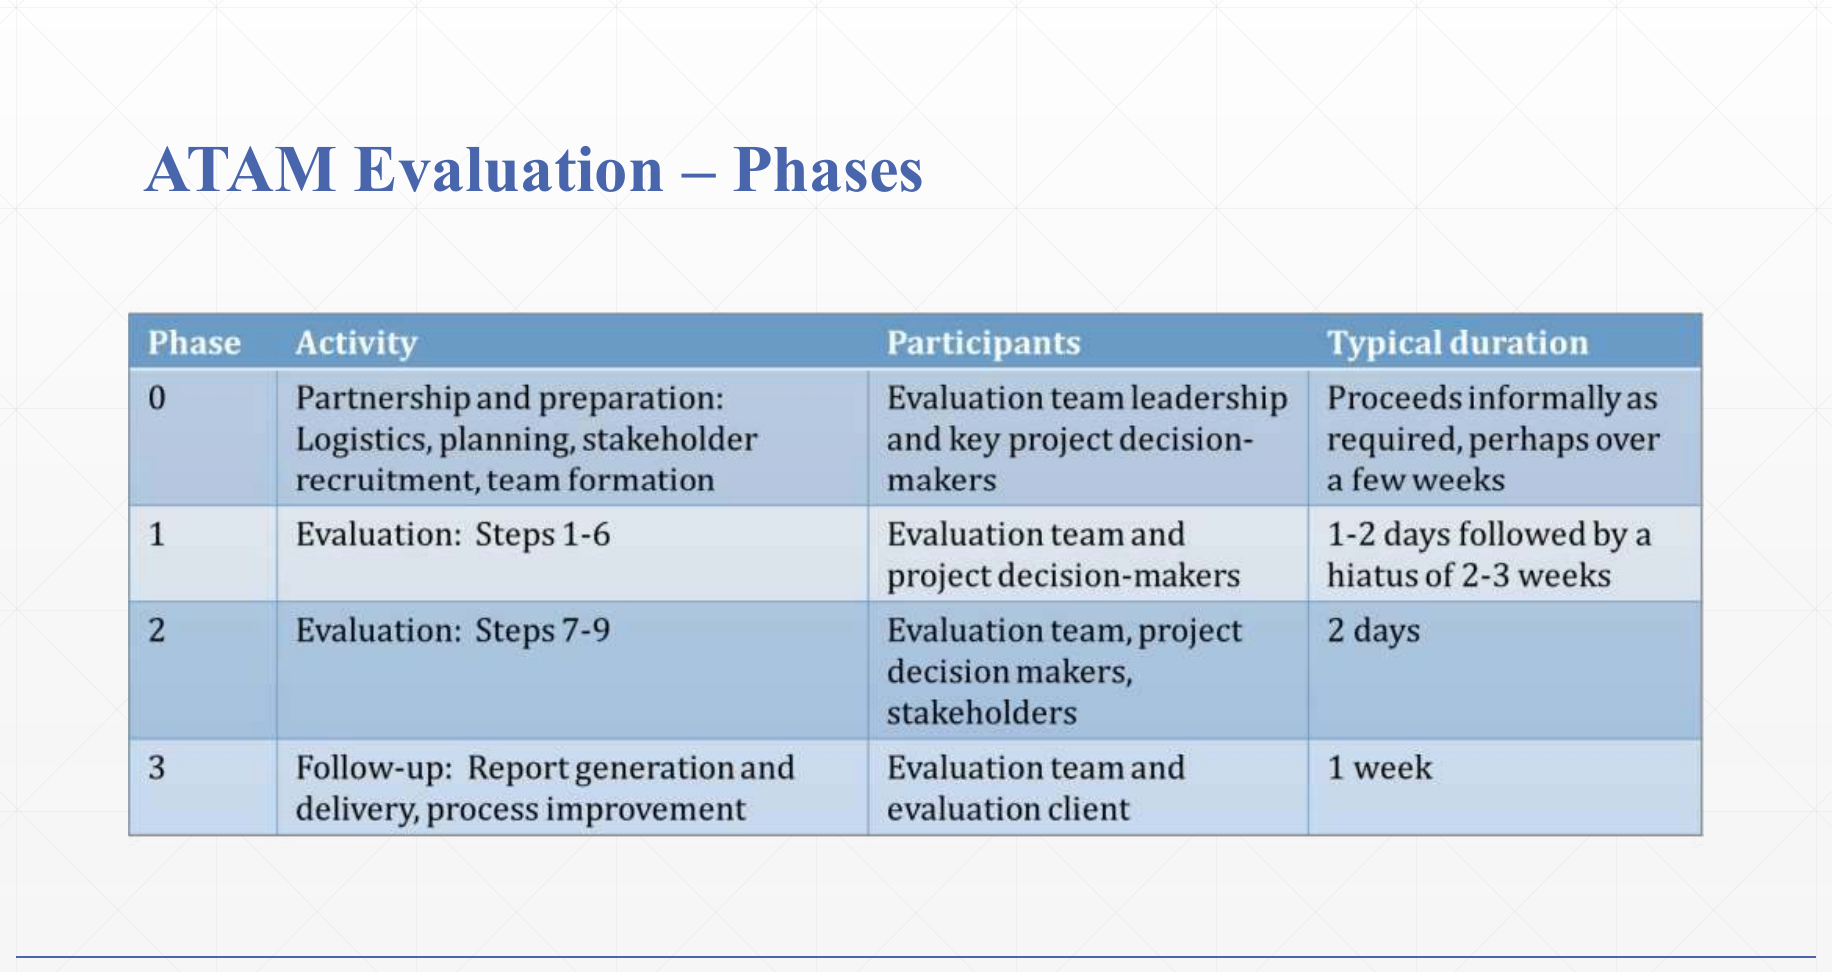 ATAM Evaluation – Phases
Phase Activity Participants Typical duration
0 Partnership and preparation: Evaluation team leadership Proceeds informally as
Logistics, planning, stakeholder and key project decision- required, perhaps over
recruitment, team formation makers a few weeks
1 Evaluation: Steps 1-6 Evaluation team and 1-2 days followed by a
project decision-makers hiatus of 2-3 weeks
2 Evaluation: Steps 7-9 Evaluation team, project 2 days
decision makers,
stakeholders
3 Follow-up: Report generation and Evaluation team and 1 week
delivery, process improvement evaluation client